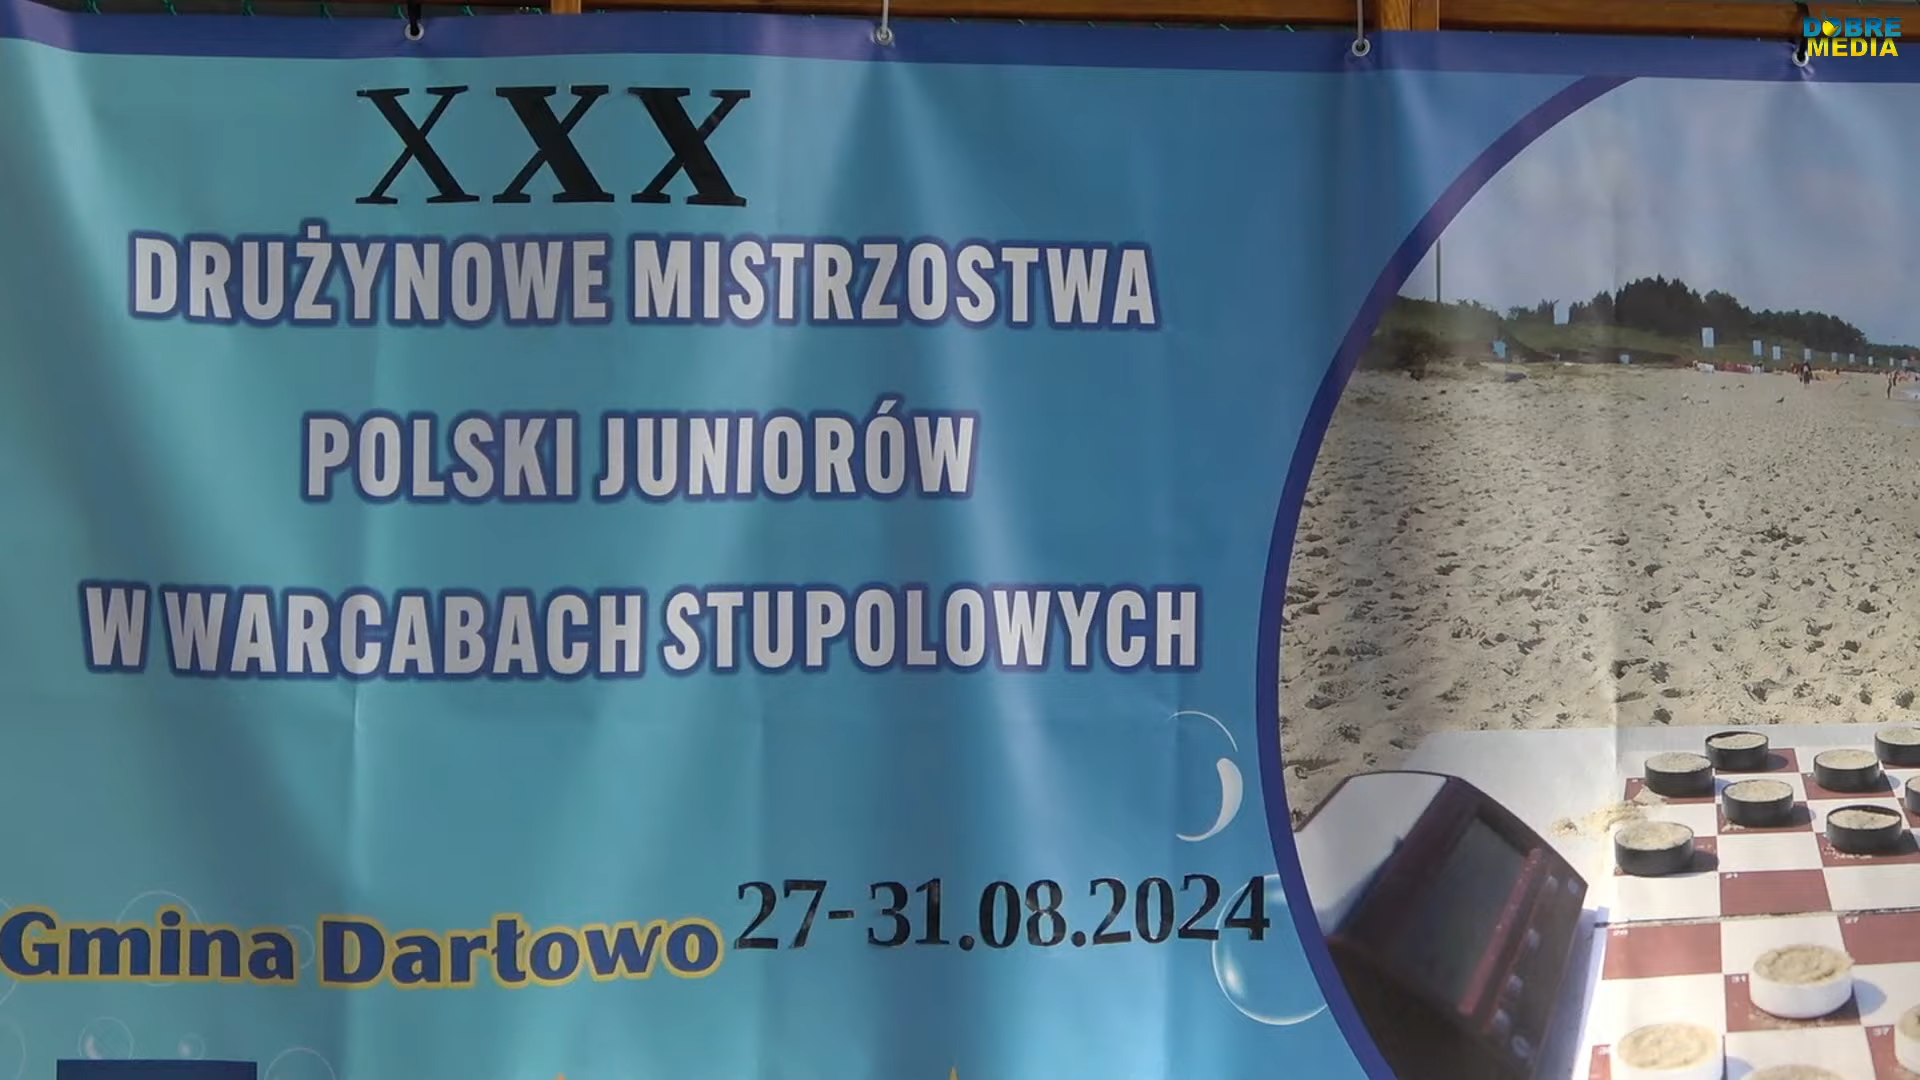 DOBRE
MEDIA
XXX
DRUŻYNOWE MISTRZOSTWA
POLSKI JUNIORÓW
W WARCABACH STUPOLOWYCH
Gmina Darłowo
27-31.08.2024